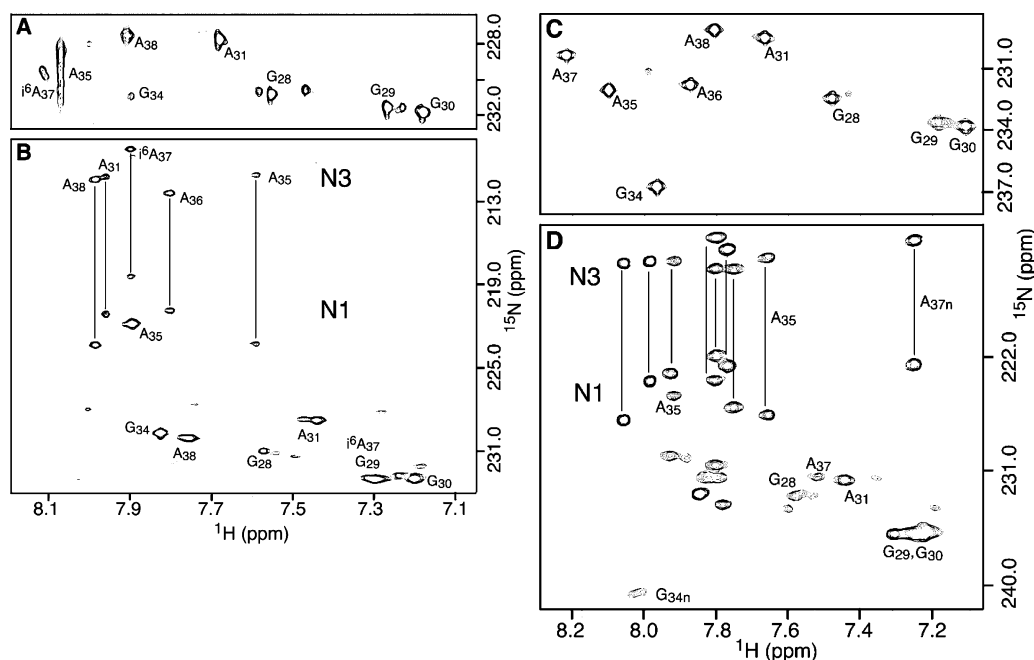 A
A38
A31
228.0
i6A37
A35
G34
G28
G29
G30
232.0
B
i6A37
A31
A38
A36
A35
N3
213.0
219.0
N1
A35
225.0
G34
A38
A31
i6A37
G28
G29
G30
231.0
15N (ppm)
8.1 7.9 7.7 7.5 7.3 7.1
1H (ppm)
C
A38
A31
A37
231.0
A35
A36
G28
234.0
G29
G30
G34
237.0
15N (ppm)
D
N3
A37n
A35
222.0
N1
A35
A37
231.0
G28
A31
G29,G30
G34n
240.0
8.2 8.0 7.8 7.6 7.4 7.2
1H (ppm)